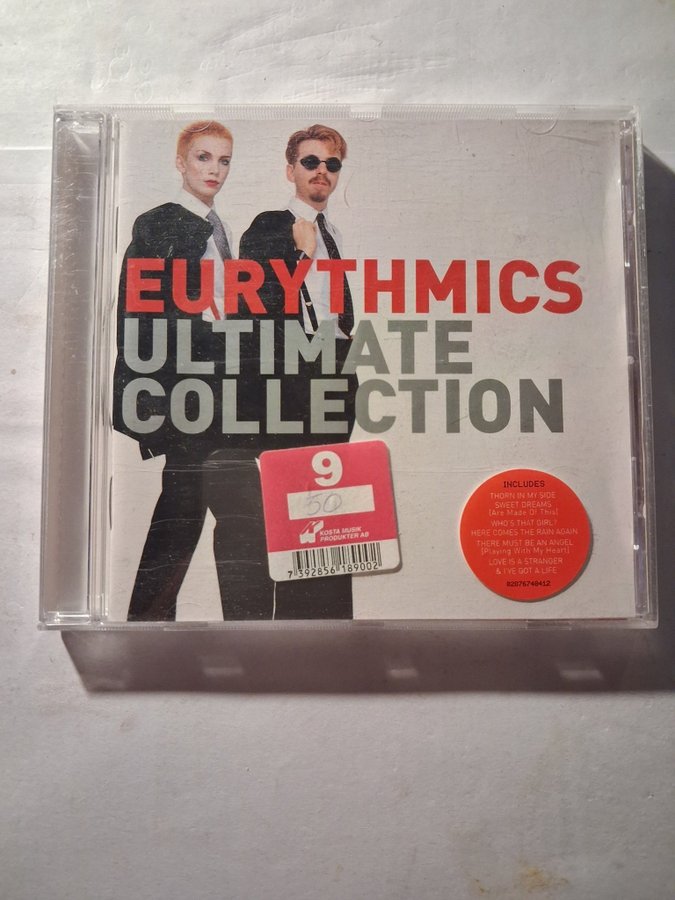 EURYTHMICS
ULTIMATE
COLLECTION
9
50
KOSTA MUSIK
PRODUKTER AB
7 392856 189002
INCLUDES
THORN IN MY SIDE
SWEET DREAMS
(Are Made Of This)
WHO'S THAT GIRL?
HERE COMES THE RAIN AGAIN
THERE MUST BE AN ANGEL
(Playing With My Heart)
LOVE IS A STRANGER
& I'VE GOT A LIFE
82876748412